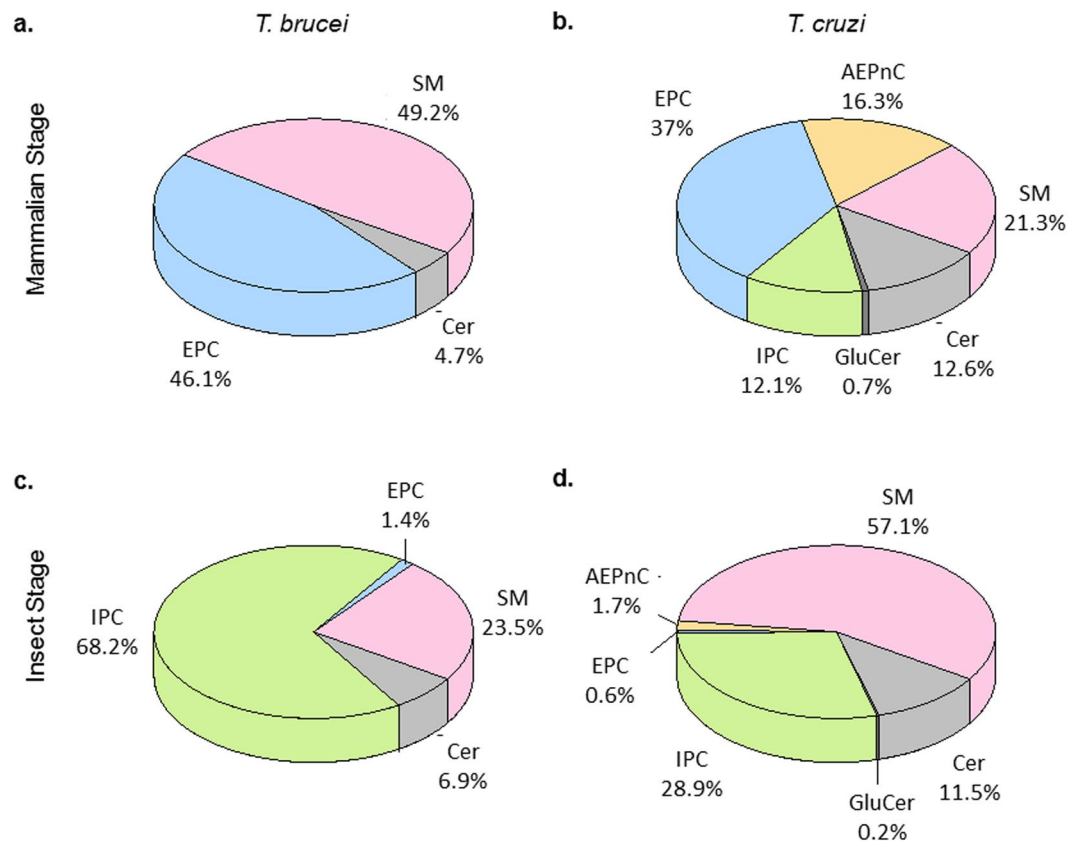 a.
T. brucei
b.
T. cruzi
Mammalian Stage
SM
49.2%
EPC
46.1%
Cer
4.7%
AEPnC
16.3%
EPC
37%
SM
21.3%
IPC
12.1%
GluCer
0.7%
Cer
12.6%
c.
d.
Insect Stage
EPC
1.4%
IPC
68.2%
SM
23.5%
Cer
6.9%
SM
57.1%
AEPnC
1.7%
EPC
0.6%
IPC
28.9%
GluCer
0.2%
Cer
11.5%